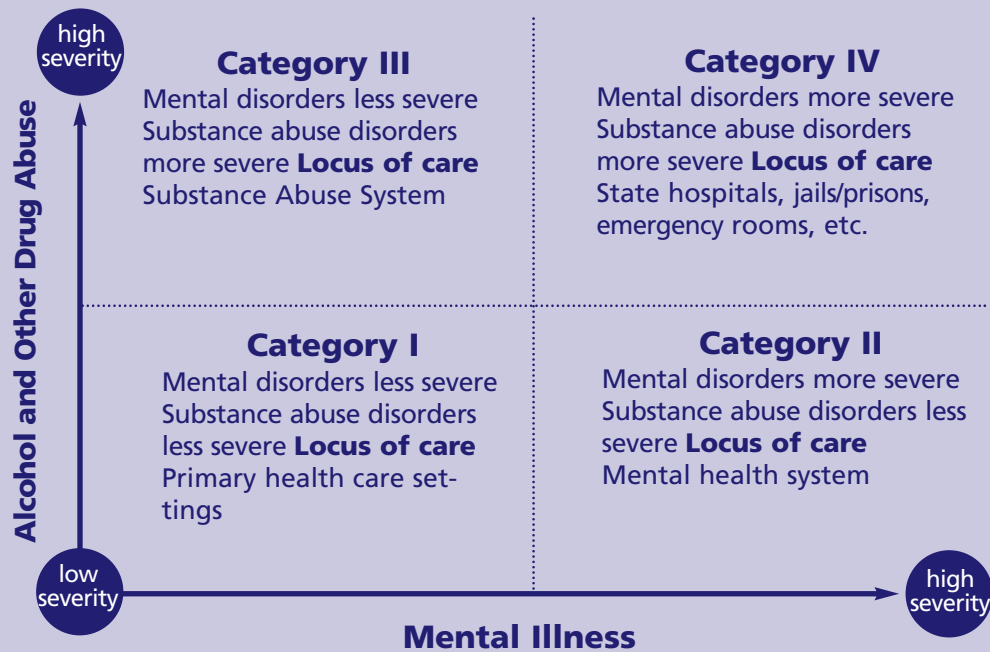 high
severity
Alcohol and Other Drug Abuse
Category III
Mental disorders less severe
Substance abuse disorders
more severe Locus of care
Substance Abuse System
Category IV
Mental disorders more severe
Substance abuse disorders
more severe Locus of care
State hospitals, jails/prisons,
emergency rooms, etc.
Category I
Mental disorders less severe
Substance abuse disorders
less severe Locus of care
Primary health care set-
tings
Category II
Mental disorders more severe
Substance abuse disorders less
severe Locus of care
Mental health system
low
severity
high
severity
Mental Illness